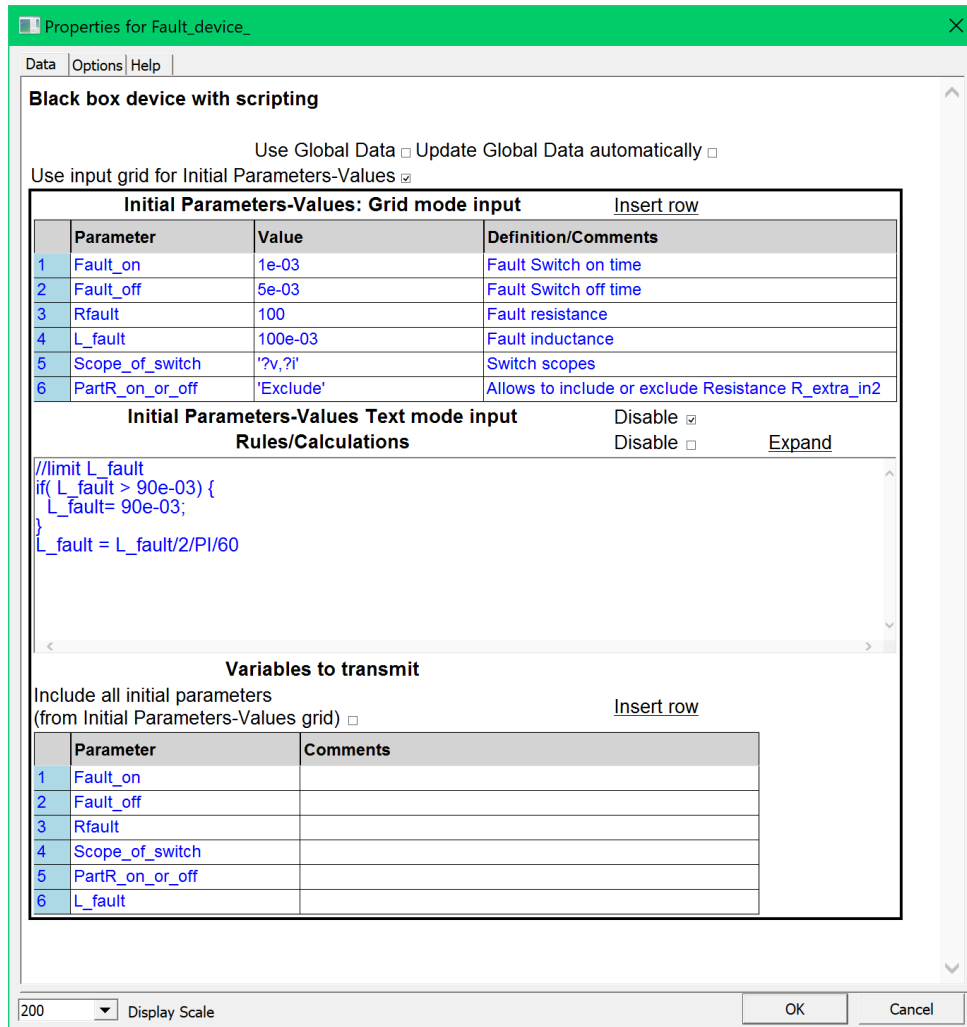 Properties for Fault_device_
Data Options Help
Black box device with scripting
Use Global Data Update Global Data automatically
Use input grid for Initial Parameters-Values
Initial Parameters-Values: Grid mode input Insert row
Parameter Value Definition/Comments
1 Fault_on 1e-03 Fault Switch on time
2 Fault_off 5e-03 Fault Switch off time
3 Rfault 100 Fault resistance
4 L_fault 100e-03 Fault inductance
5 Scope_of_switch '?v,?i' Switch scopes
6 PartR_on_or_off 'Exclude' Allows to include or exclude Resistance R_extra_in2
Initial Parameters-Values Text mode input Disable
Rules/Calculations Disable Expand
//limit L_fault
if( L_fault > 90e-03) {
L_fault= 90e-03;
}
L_fault = L_fault/2/PI/60
Variables to transmit
Include all initial parameters
(from Initial Parameters-Values grid) Insert row
Parameter Comments
1 Fault_on
2 Fault_off
3 Rfault
4 Scope_of_switch
5 PartR_on_or_off
6 L_fault
200 Display Scale OK Cancel